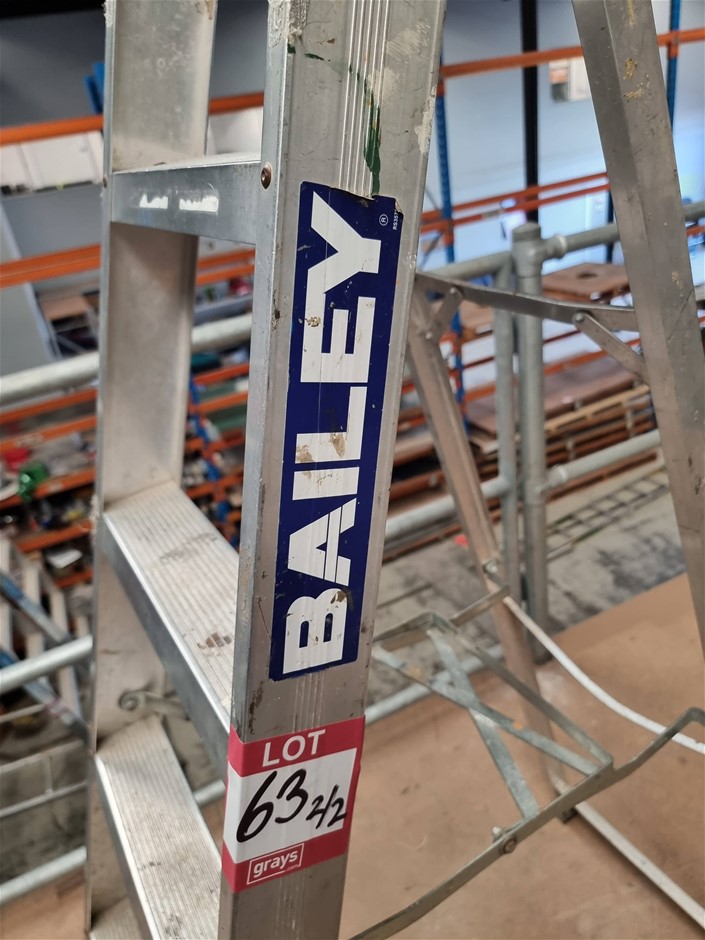 BAILEY
®
LOT
63 2/2
grays